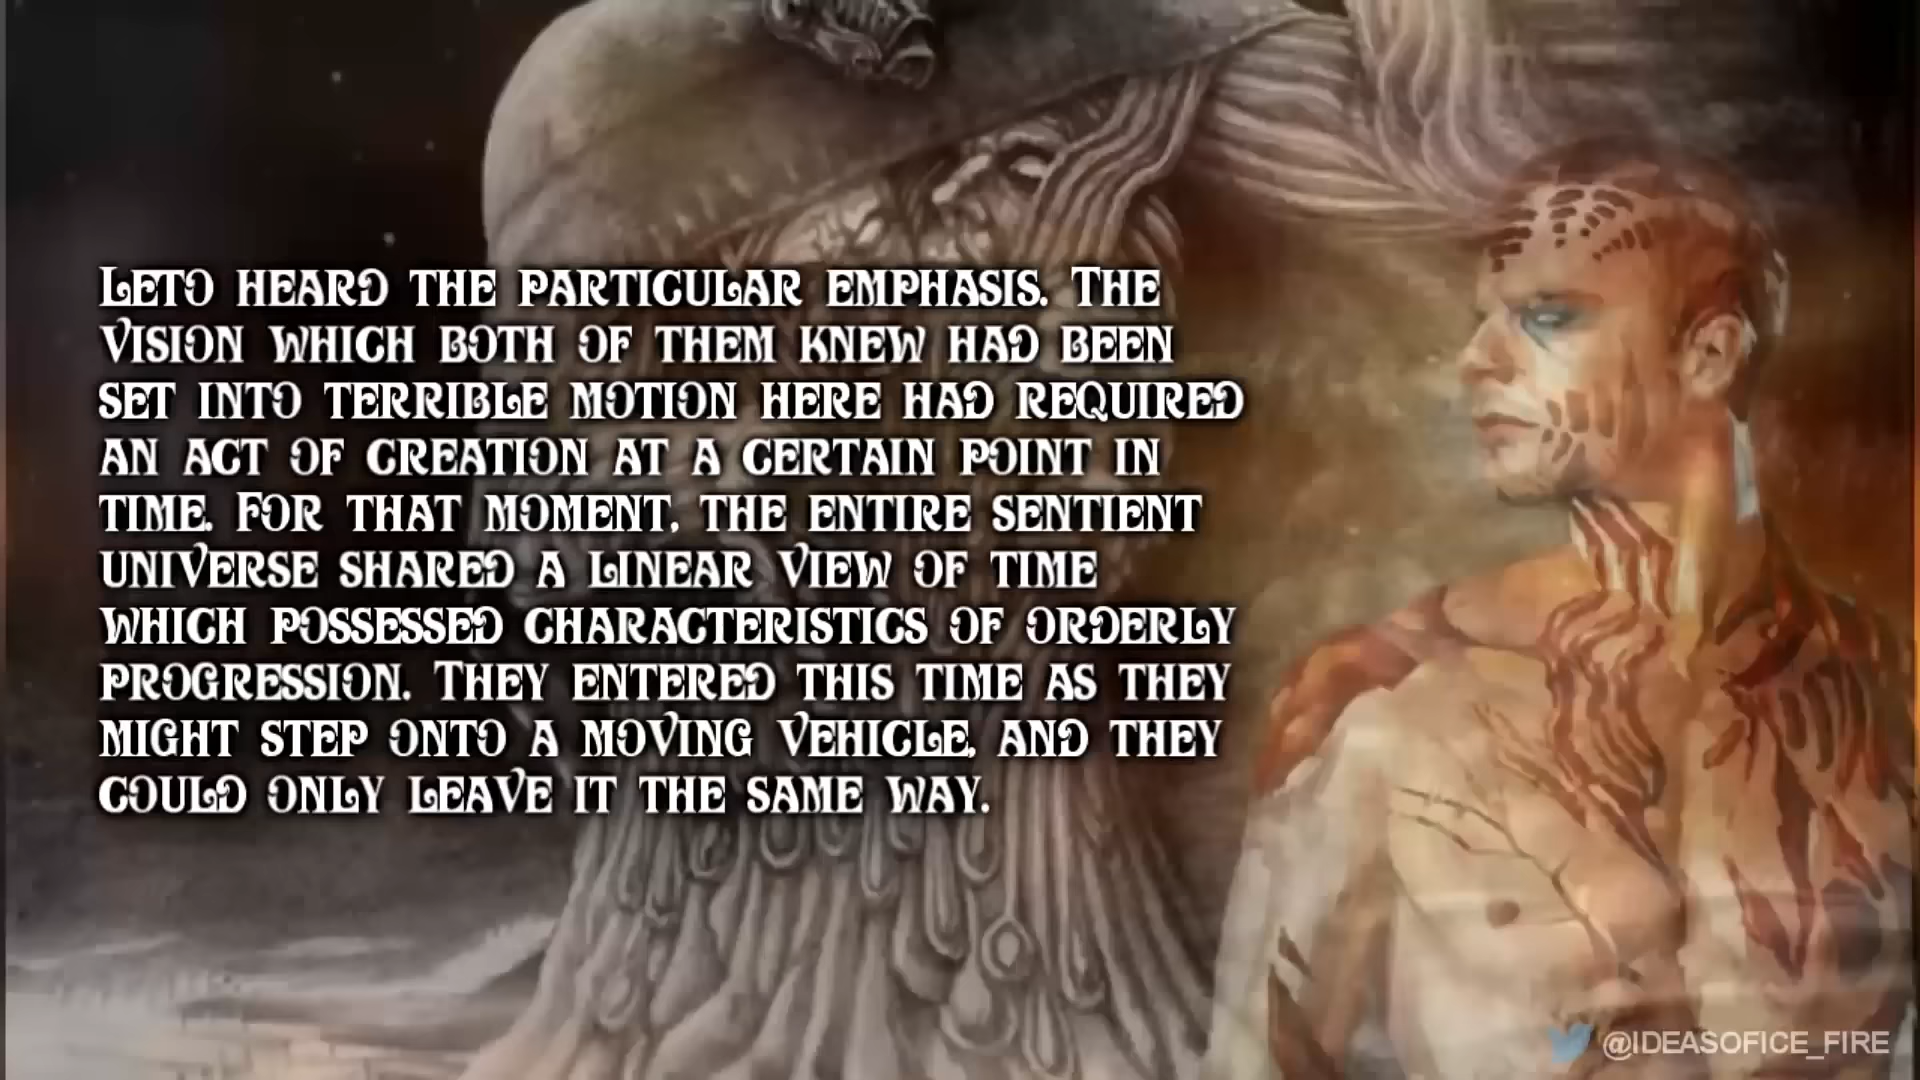 Leto heard the particular emphasis. The
vision which both of them knew had been
set into terrible motion here had required
an act of creation at a certain point in
time. For that moment, the entire sentient
universe shared a linear view of time
which possessed characteristics of orderly
progression. They entered this time as they
might step onto a moving vehicle, and they
could only leave it the same way.
@IDEASOFICE_FIRE